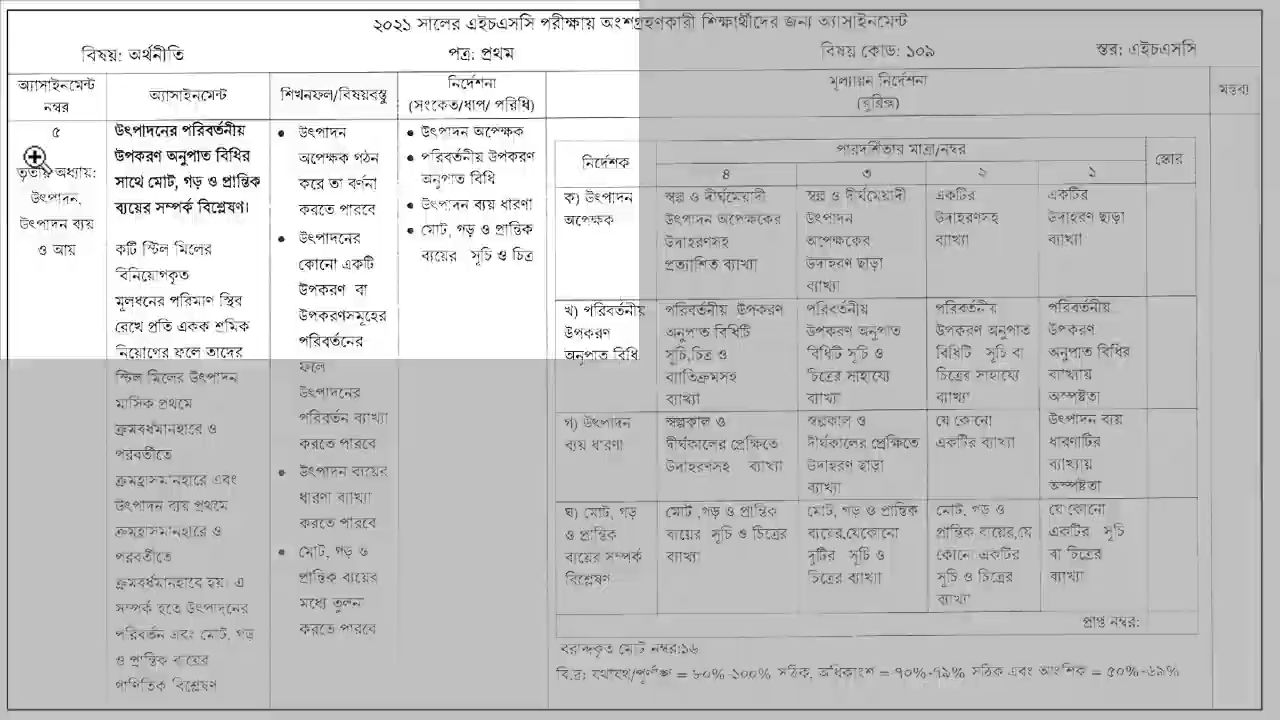 ২০২১ সালের এইচএসসি পরীক্ষায় অংশগ্রহণকারী শিক্ষার্থীদের জন্য অ্যাসাইনমেন্ট
বিষয়: অর্থনীতি
পত্র: প্রথম
বিষয় কোড: ১০৯
স্তর: এইচএসসি
অ্যাসাইনমেন্ট
নম্বর
অ্যাসাইনমেন্ট
শিখনফল/বিষয়বস্তু
নির্দেশনা
(সংকেত/ধাপ/ পরিধি)
মূল্যায়ন নির্দেশনা
(রুব্রিক্স)
মন্তব্য
৫
অধ্যায়:
উৎপাদন,
উৎপাদন ব্যয়
ও আয়
উৎপাদনের পরিবর্তনীয়
উপকরণ অনুপাত বিধির
সাথে মোট, গড় ও প্রান্তিক
ব্যয়ের সম্পর্ক বিশ্লেষণ।
কটি স্টিল মিলের
বিনিয়োগকৃত
মূলধনের পরিমাণ স্থির
রেখে প্রতি একক শ্রমিক
নিয়োগের ফলে তাদের
স্টিল মিলের উৎপাদন
মাসিক প্রথমে
ক্রমবর্ধমানহারে ও
পরবর্তীতে
ক্রমহ্রাসমানহারে এবং
উৎপাদন ব্যয় প্রথমে
ক্রমহ্রাসমানহারে ও
পরবর্তীতে
ক্রমবর্ধমানহারে হয়। এ
সম্পর্ক হতে উৎপাদনের
পরিবর্তন এবং মোট, গড়
ও প্রান্তিক ব্যয়ের
গাণিতিক বিশ্লেষণ
• উৎপাদন
অপেক্ষক গঠন
করে তা বর্ণনা
করতে পারবে
• উৎপাদনের
কোনো একটি
উপকরণ বা
উপকরণসমূহের
পরিবর্তনের
ফলে
উৎপাদনের
পরিবর্তন ব্যাখ্যা
করতে পারবে
• উৎপাদন ব্যয়ের
ধারণা ব্যাখ্যা
করতে পারবে
• মোট, গড় ও
প্রান্তিক ব্যয়ের
মধ্যে তুলনা
করতে পারবে
• উৎপাদন অপেক্ষক
• পরিবর্তনীয় উপকরণ
অনুপাত বিধি
• উৎপাদন ব্যয় ধারণা
• মোট, গড় ও প্রান্তিক
ব্যয়ের সূচি ও চিত্র
নির্দেশক
পারদর্শিতার মাত্রা/নম্বর
স্কোর
৪
৩
২
১
ক) উৎপাদন
অপেক্ষক
স্বল্প ও দীর্ঘমেয়াদী
উৎপাদন অপেক্ষকের
উদাহরণসহ
প্রত্যাশিত ব্যাখ্যা
স্বল্প ও দীর্ঘমেয়াদী
উৎপাদন
অপেক্ষকের
উদাহরণ ছাড়া
ব্যাখ্যা
একটির
উদাহরণসহ
ব্যাখ্যা
একটির
উদাহরণ ছাড়া
ব্যাখ্যা
খ) পরিবর্তনীয়
উপকরণ
অনুপাত বিধি
পরিবর্তনীয় উপকরণ
অনুপাত বিধিটি
সূচি,চিত্র ও
ব্যাতিক্রমসহ
ব্যাখ্যা
পরিবর্তনীয়
উপকরণ অনুপাত
বিধিটি সূচি ও
চিত্রের সাহায্যে
ব্যাখ্যা
পরিবর্তনীয়
উপকরণ অনুপাত
বিধিটি সূচি বা
চিত্রের সাহায্যে
ব্যাখ্যা
পরিবর্তনীয়
উপকরণ
অনুপাত বিধির
ব্যাখ্যায়
অস্পষ্টতা
গ) উৎপাদন
ব্যয় ধারণা
স্বল্পকাল ও
দীর্ঘকালের প্রেক্ষিতে
উদাহরণসহ ব্যাখ্যা
স্বল্পকাল ও
দীর্ঘকালের প্রেক্ষিতে
উদাহরণ ছাড়া
ব্যাখ্যা
যে কোনো
একটির ব্যাখ্যা
উৎপাদন ব্যয়
ধারণাটির
ব্যাখ্যায়
অস্পষ্টতা
ঘ) মোট, গড়
ও প্রান্তিক
ব্যয়ের সম্পর্ক
বিশ্লেষণ
মোট ,গড় ও প্রান্তিক
ব্যয়ের সূচি ও চিত্রের
ব্যাখ্যা
মোট, গড় ও প্রান্তিক
ব্যয়ের,যেকোনো
দুটির সূচি ও
চিত্রের ব্যাখ্যা
মোট, গড় ও
প্রান্তিক ব্যয়ের,যে
কোনো একটির
সূচি ও চিত্রের
ব্যাখ্যা
যে কোনো
একটির সূচি
বা চিত্রের
ব্যাখ্যা
প্রাপ্ত নম্বর:
বরাদ্দকৃত মোট নম্বর:১৬
বি.দ্র: যথাযথ/পূর্ণাঙ্গ = ৮০%-১০০% সঠিক, অধিকাংশ = ৭০%-৭৯% সঠিক এবং আংশিক = ৫০%-৬৯%